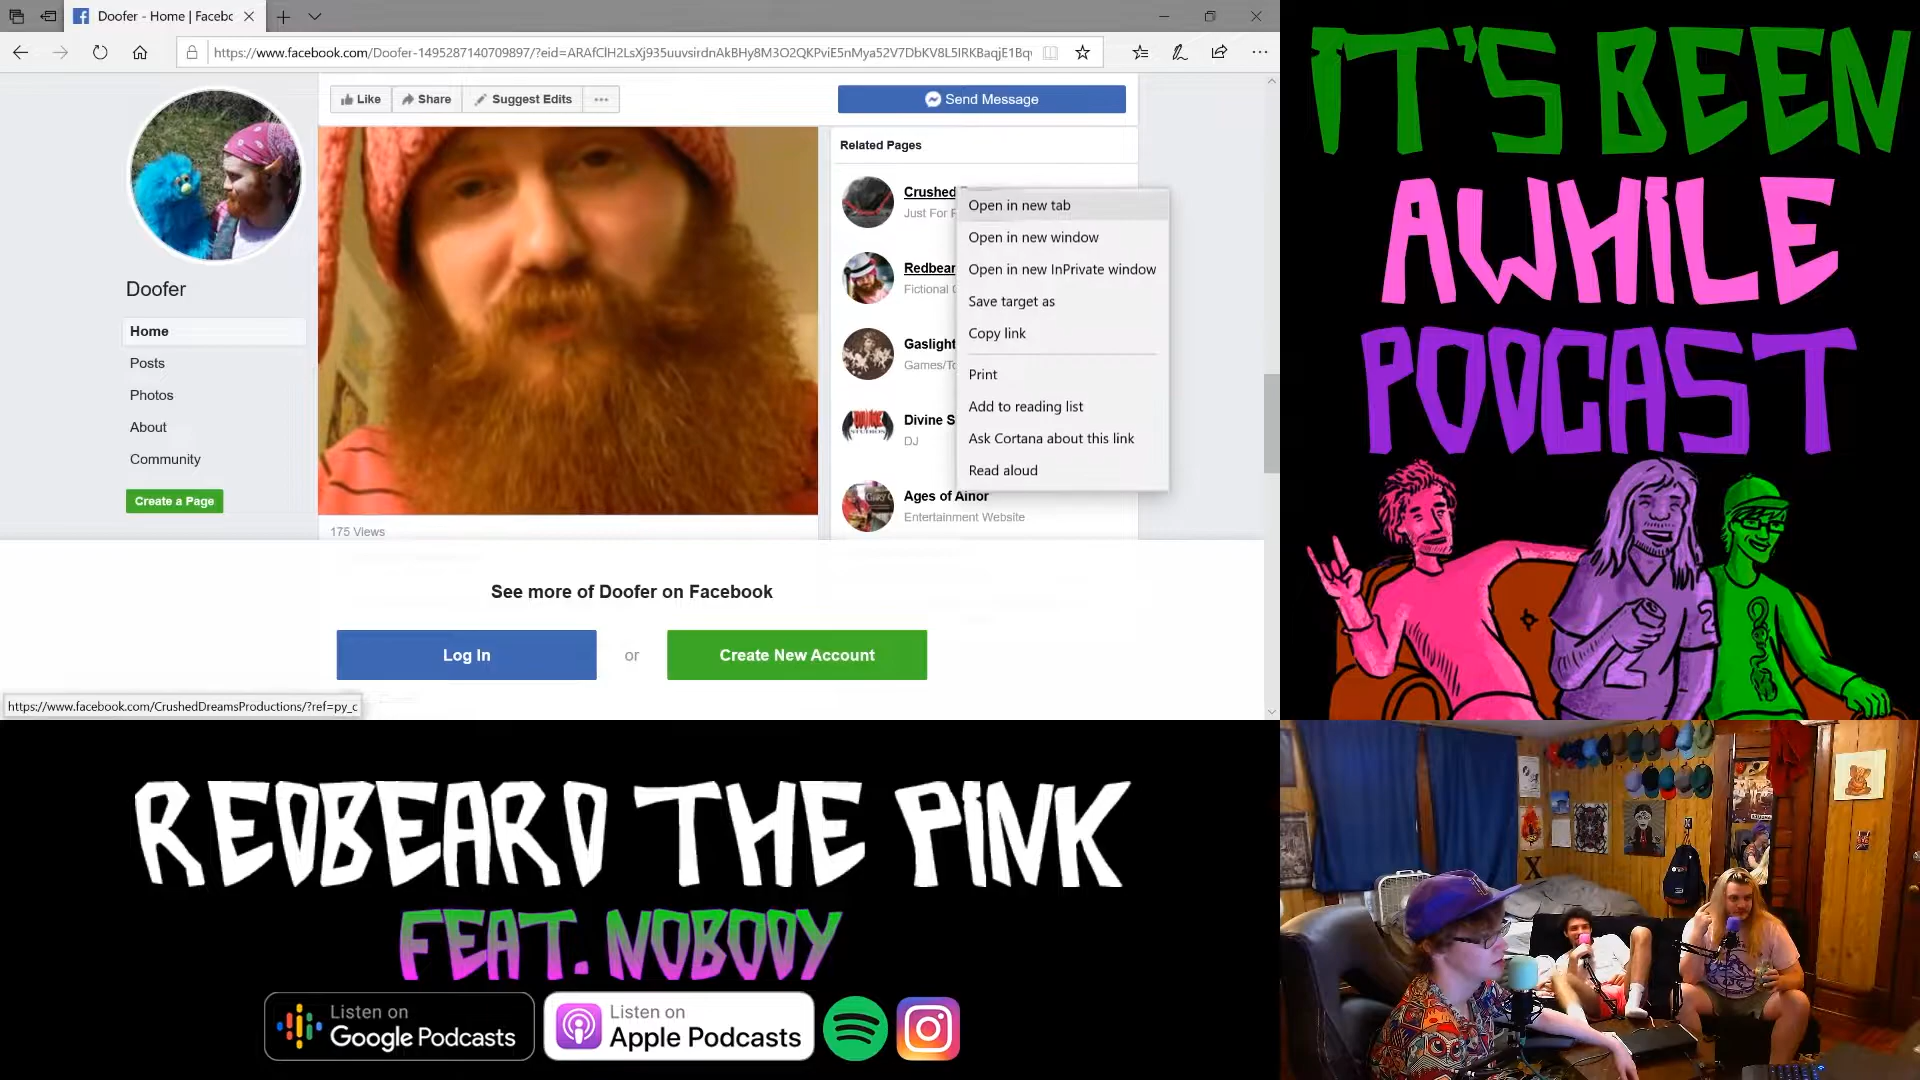 Doofer - Home | Facebc
https://www.facebook.com/Doofer-1495287140709897/?eid=ARAfClH2LsXj935uuvsirdnAkBHy8M3O2QKPviE5nMya52V7DbKV8L5IRKBaqjE1Bq
Like
Share
Suggest Edits
Send Message
Doofer
Home
Posts
Photos
About
Community
Create a Page
175 Views
Related Pages
Crushed
Just For F
Redbear
Fictional
Gaslight
Games/To
Divine S
DJ
Ages of Ainor
Entertainment Website
Open in new tab
Open in new window
Open in new InPrivate window
Save target as
Copy link
Print
Add to reading list
Ask Cortana about this link
Read aloud
See more of Doofer on Facebook
Log In
or
Create New Account
https://www.facebook.com/CrushedDreamsProductions/?ref=py_c
IT'S BEEN
AWHILE
PODCAST
REDBEARD THE PINK
FEAT. NOBODY
Listen on
Google Podcasts
Listen on
Apple Podcasts